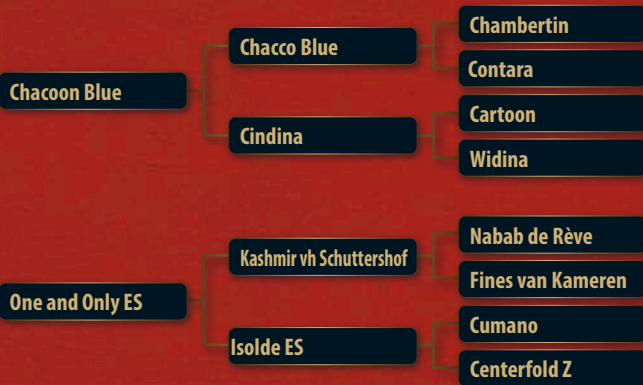 Chambertin
Chacco Blue
Contara
Chacoon Blue
Cartoon
Cindina
Widina
Nabab de Rève
Kashmir vh Schuttershof
Fines van Kameren
One and Only ES
Cumano
Isolde ES
Centerfold Z